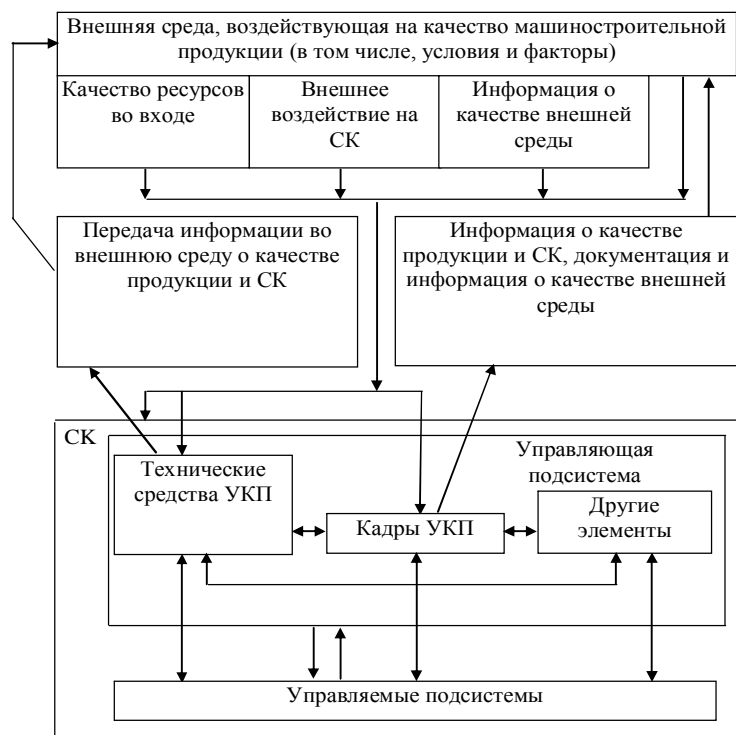 Внешняя среда, воздействующая на качество машиностроительной
продукции (в том числе, условия и факторы)
Качество ресурсов
во входе
Внешнее
воздействие на
СК
Информация о
качестве внешней
среды
Передача информации во
внешнюю среду о качестве
продукции и СК
Информация о качестве
продукции и СК, документация и
информация о качестве внешней
среды
СК
Управляющая
подсистема
Технические
средства УКП
Кадры УКП
Другие
элементы
Управляемые подсистемы